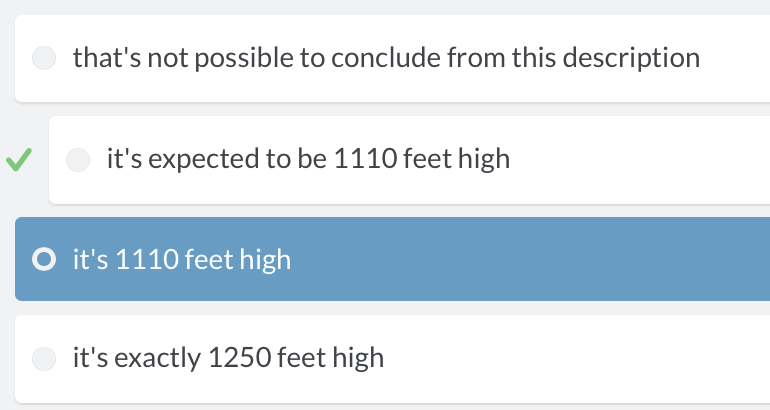 that's not possible to conclude from this description
it's expected to be 1110 feet high
it's 1110 feet high
it's exactly 1250 feet high